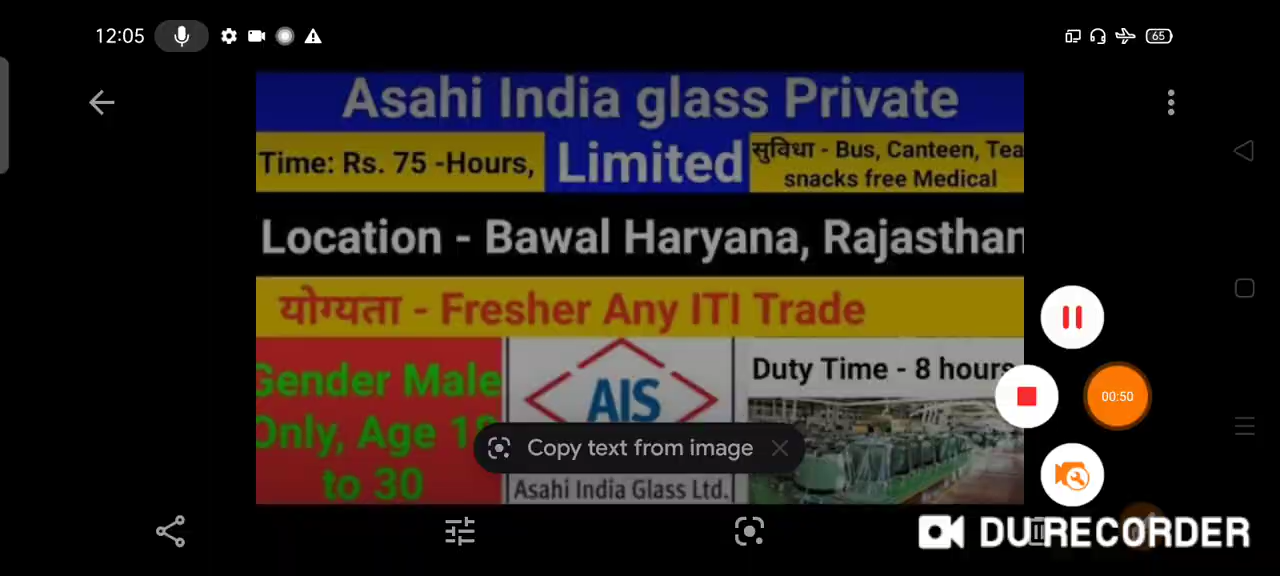 12:05
65
Asahi India glass Private
Time: Rs. 75 -Hours,
Limited
सुविधा - Bus, Canteen, Tea
snacks free Medical
Location - Bawal Haryana, Rajasthan
योग्यता - Fresher Any ITI Trade
Gender Male
Only, Age 18
to 30
AIS
Asahi India Glass Ltd.
Duty Time - 8 hours
00:50
Copy text from image
DU RECORDER